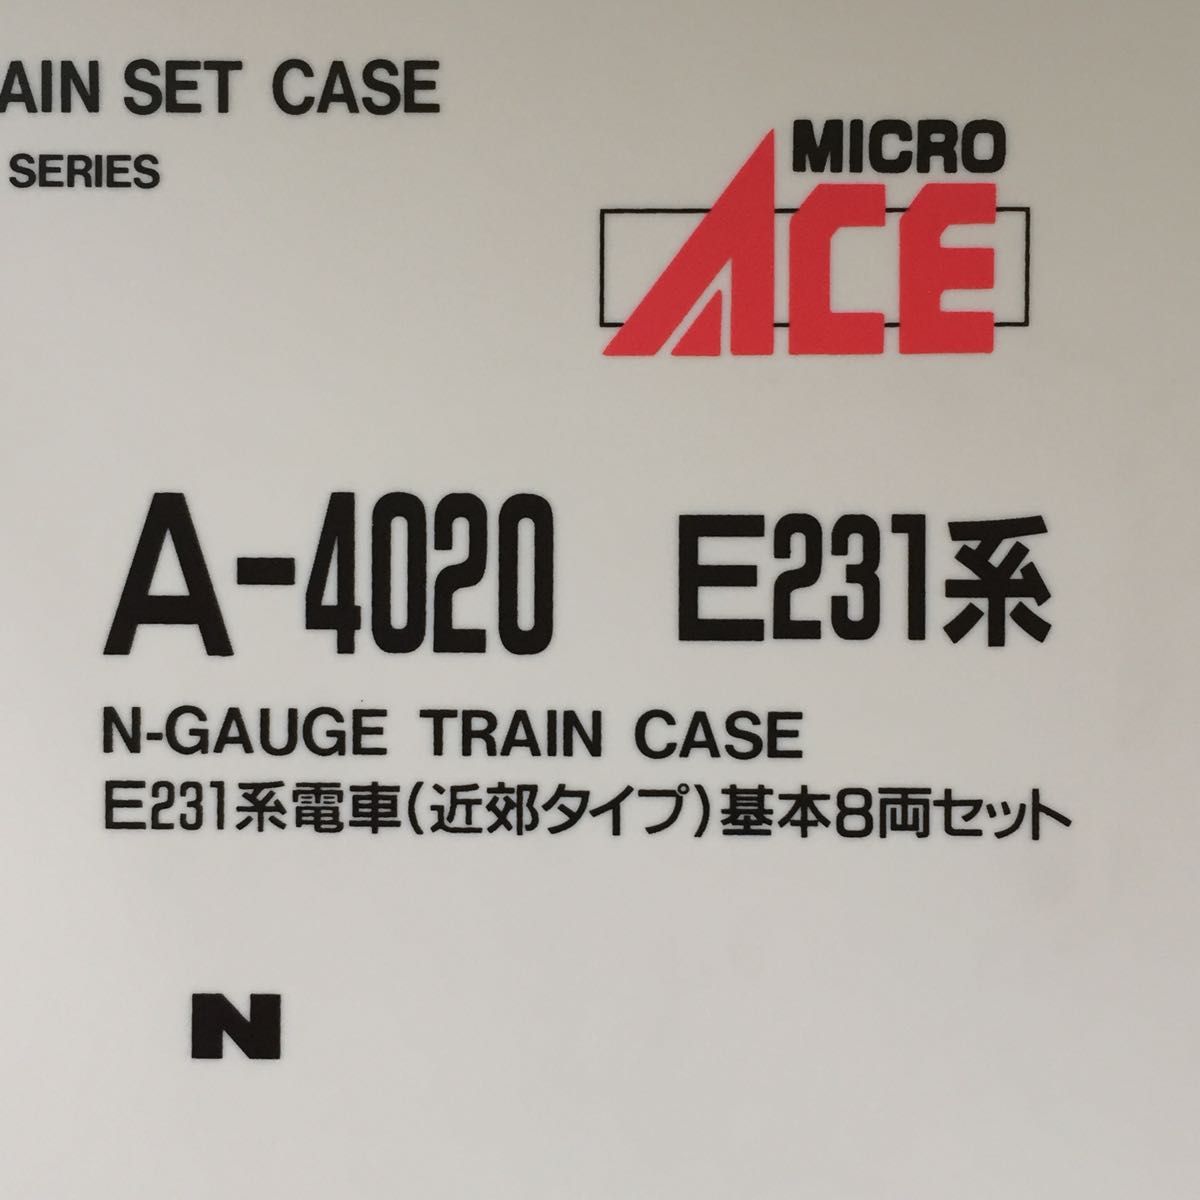 AIN SET CASE
SERIES
MICRO
ACE
A-4020 E231系
N-GAUGE TRAIN CASE
E231系電車(近郊タイプ)基本8両セット
N